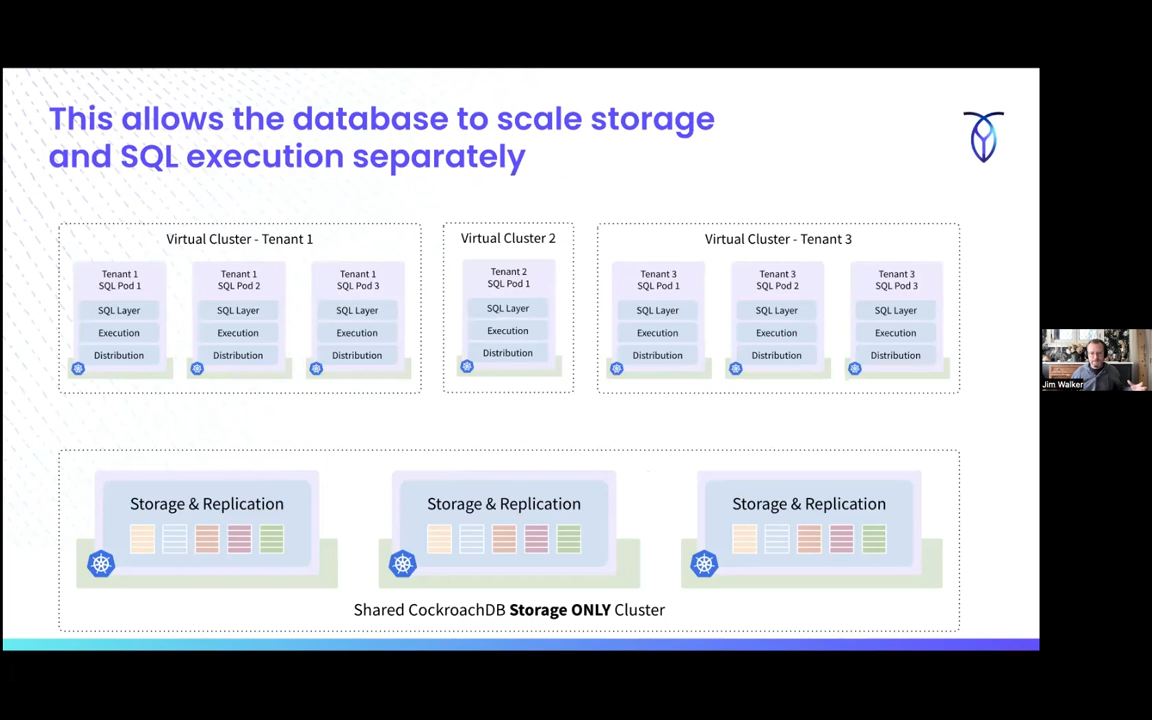 This allows the database to scale storage
and SQL execution separately
Virtual Cluster - Tenant 1
Tenant 1
SQL Pod 1
SQL Layer
Execution
Distribution
Tenant 1
SQL Pod 2
SQL Layer
Execution
Distribution
Tenant 1
SQL Pod 3
SQL Layer
Execution
Distribution
Virtual Cluster 2
Tenant 2
SQL Pod 1
SQL Layer
Execution
Distribution
Virtual Cluster - Tenant 3
Tenant 3
SQL Pod 1
SQL Layer
Execution
Distribution
Tenant 3
SQL Pod 2
SQL Layer
Execution
Distribution
Tenant 3
SQL Pod 3
SQL Layer
Execution
Distribution
Jim Walker
Storage & Replication
Storage & Replication
Storage & Replication
Shared CockroachDB Storage ONLY Cluster